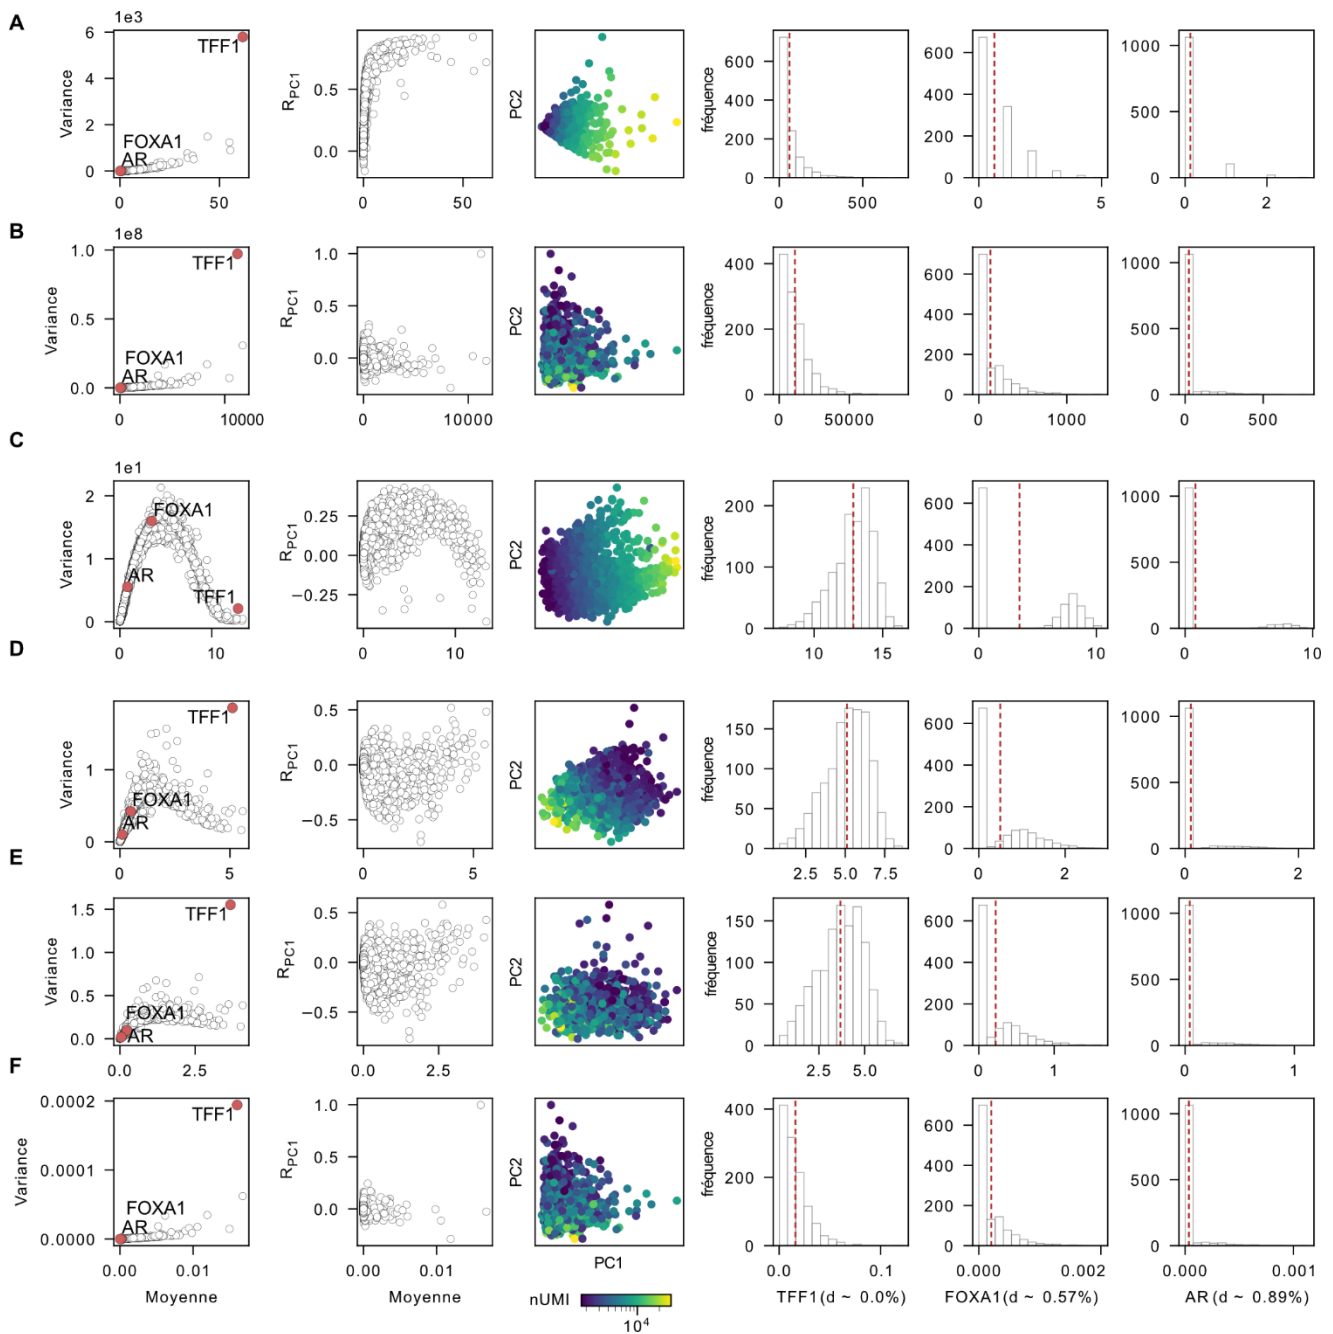 A
1e3
6
4
2
0
Variance
TFF1
FOXA1
AR
0
50
R_PC1
0.5
0.0
0
50
PC2
fréquence
600
400
200
0
0
500
600
400
200
0
0
5
1000
500
0
0
2
B
1e8
1.0
0.5
0.0
Variance
TFF1
FOXA1
AR
0
10000
R_PC1
1.0
0.5
0.0
0
10000
PC2
fréquence
400
200
0
0
50000
600
400
200
0
0
1000
1000
500
0
0
500
C
1e1
2
1
0
Variance
FOXA1
AR
TFF1
0
10
R_PC1
0.25
0.00
−0.25
0
10
PC2
fréquence
200
100
0
10
15
600
400
200
0
0
10
1000
500
0
0
10
D
1
0
Variance
TFF1
FOXA1
AR
0
5
R_PC1
0.5
0.0
−0.5
0
5
PC2
fréquence
150
100
50
0
2.5
5.0
7.5
600
400
200
0
0
2
1000
500
0
0
2
E
1.5
1.0
0.5
0.0
Variance
TFF1
FOXA1
AR
0.0
2.5
R_PC1
0.5
0.0
−0.5
0.0
2.5
PC2
fréquence
150
100
50
0
2.5
5.0
600
400
200
0
0
1
1000
500
0
0
1
F
0.0002
0.0001
0.0000
Variance
TFF1
FOXA1
AR
0.00
0.01
Moyenne
R_PC1
1.0
0.5
0.0
0.00
0.01
Moyenne
PC2
PC1
fréquence
400
200
0
0.0
0.1
TFF1(d ~ 0.0%)
600
400
200
0
0.000
0.002
FOXA1(d ~ 0.57%)
1000
500
0
0.000
0.001
AR(d ~ 0.89%)
nUMI
10^4